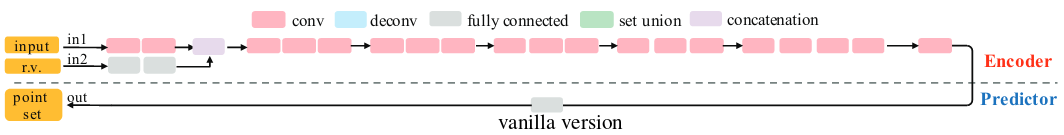 conv deconv fully connected set union concatenation
input in1
r.v. in2
Encoder
point set out
Predictor
vanilla version